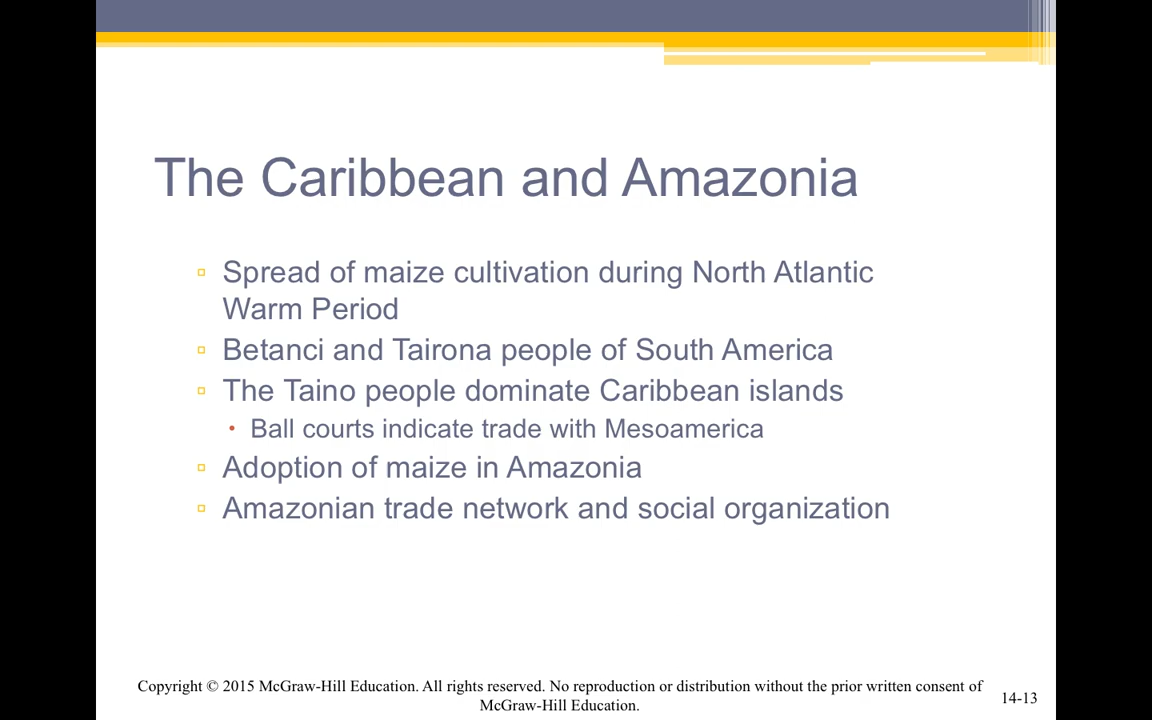 The Caribbean and Amazonia
▫ Spread of maize cultivation during North Atlantic
Warm Period
▫ Betanci and Tairona people of South America
▫ The Taino people dominate Caribbean islands
• Ball courts indicate trade with Mesoamerica
▫ Adoption of maize in Amazonia
▫ Amazonian trade network and social organization
Copyright © 2015 McGraw-Hill Education. All rights reserved. No reproduction or distribution without the prior written consent of
McGraw-Hill Education.
14-13